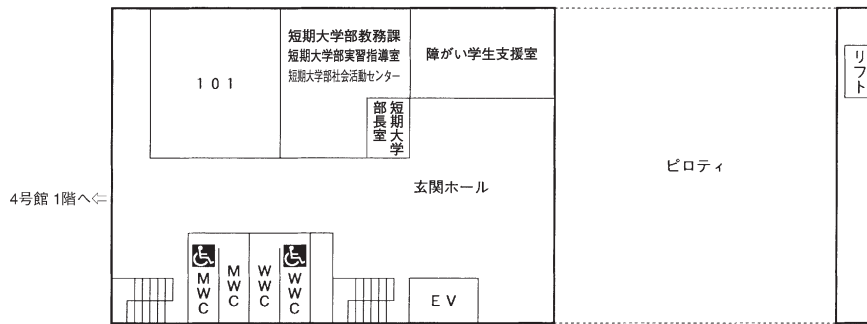 101
短期大学部教務課
短期大学部実習指導室
短期大学部社会活動センター
障がい学生支援室
短期大学
部長室
リフト
ピロティ
玄関ホール
4号館 1階へ⇦
MWC
MWC
WWC
WWC
EV